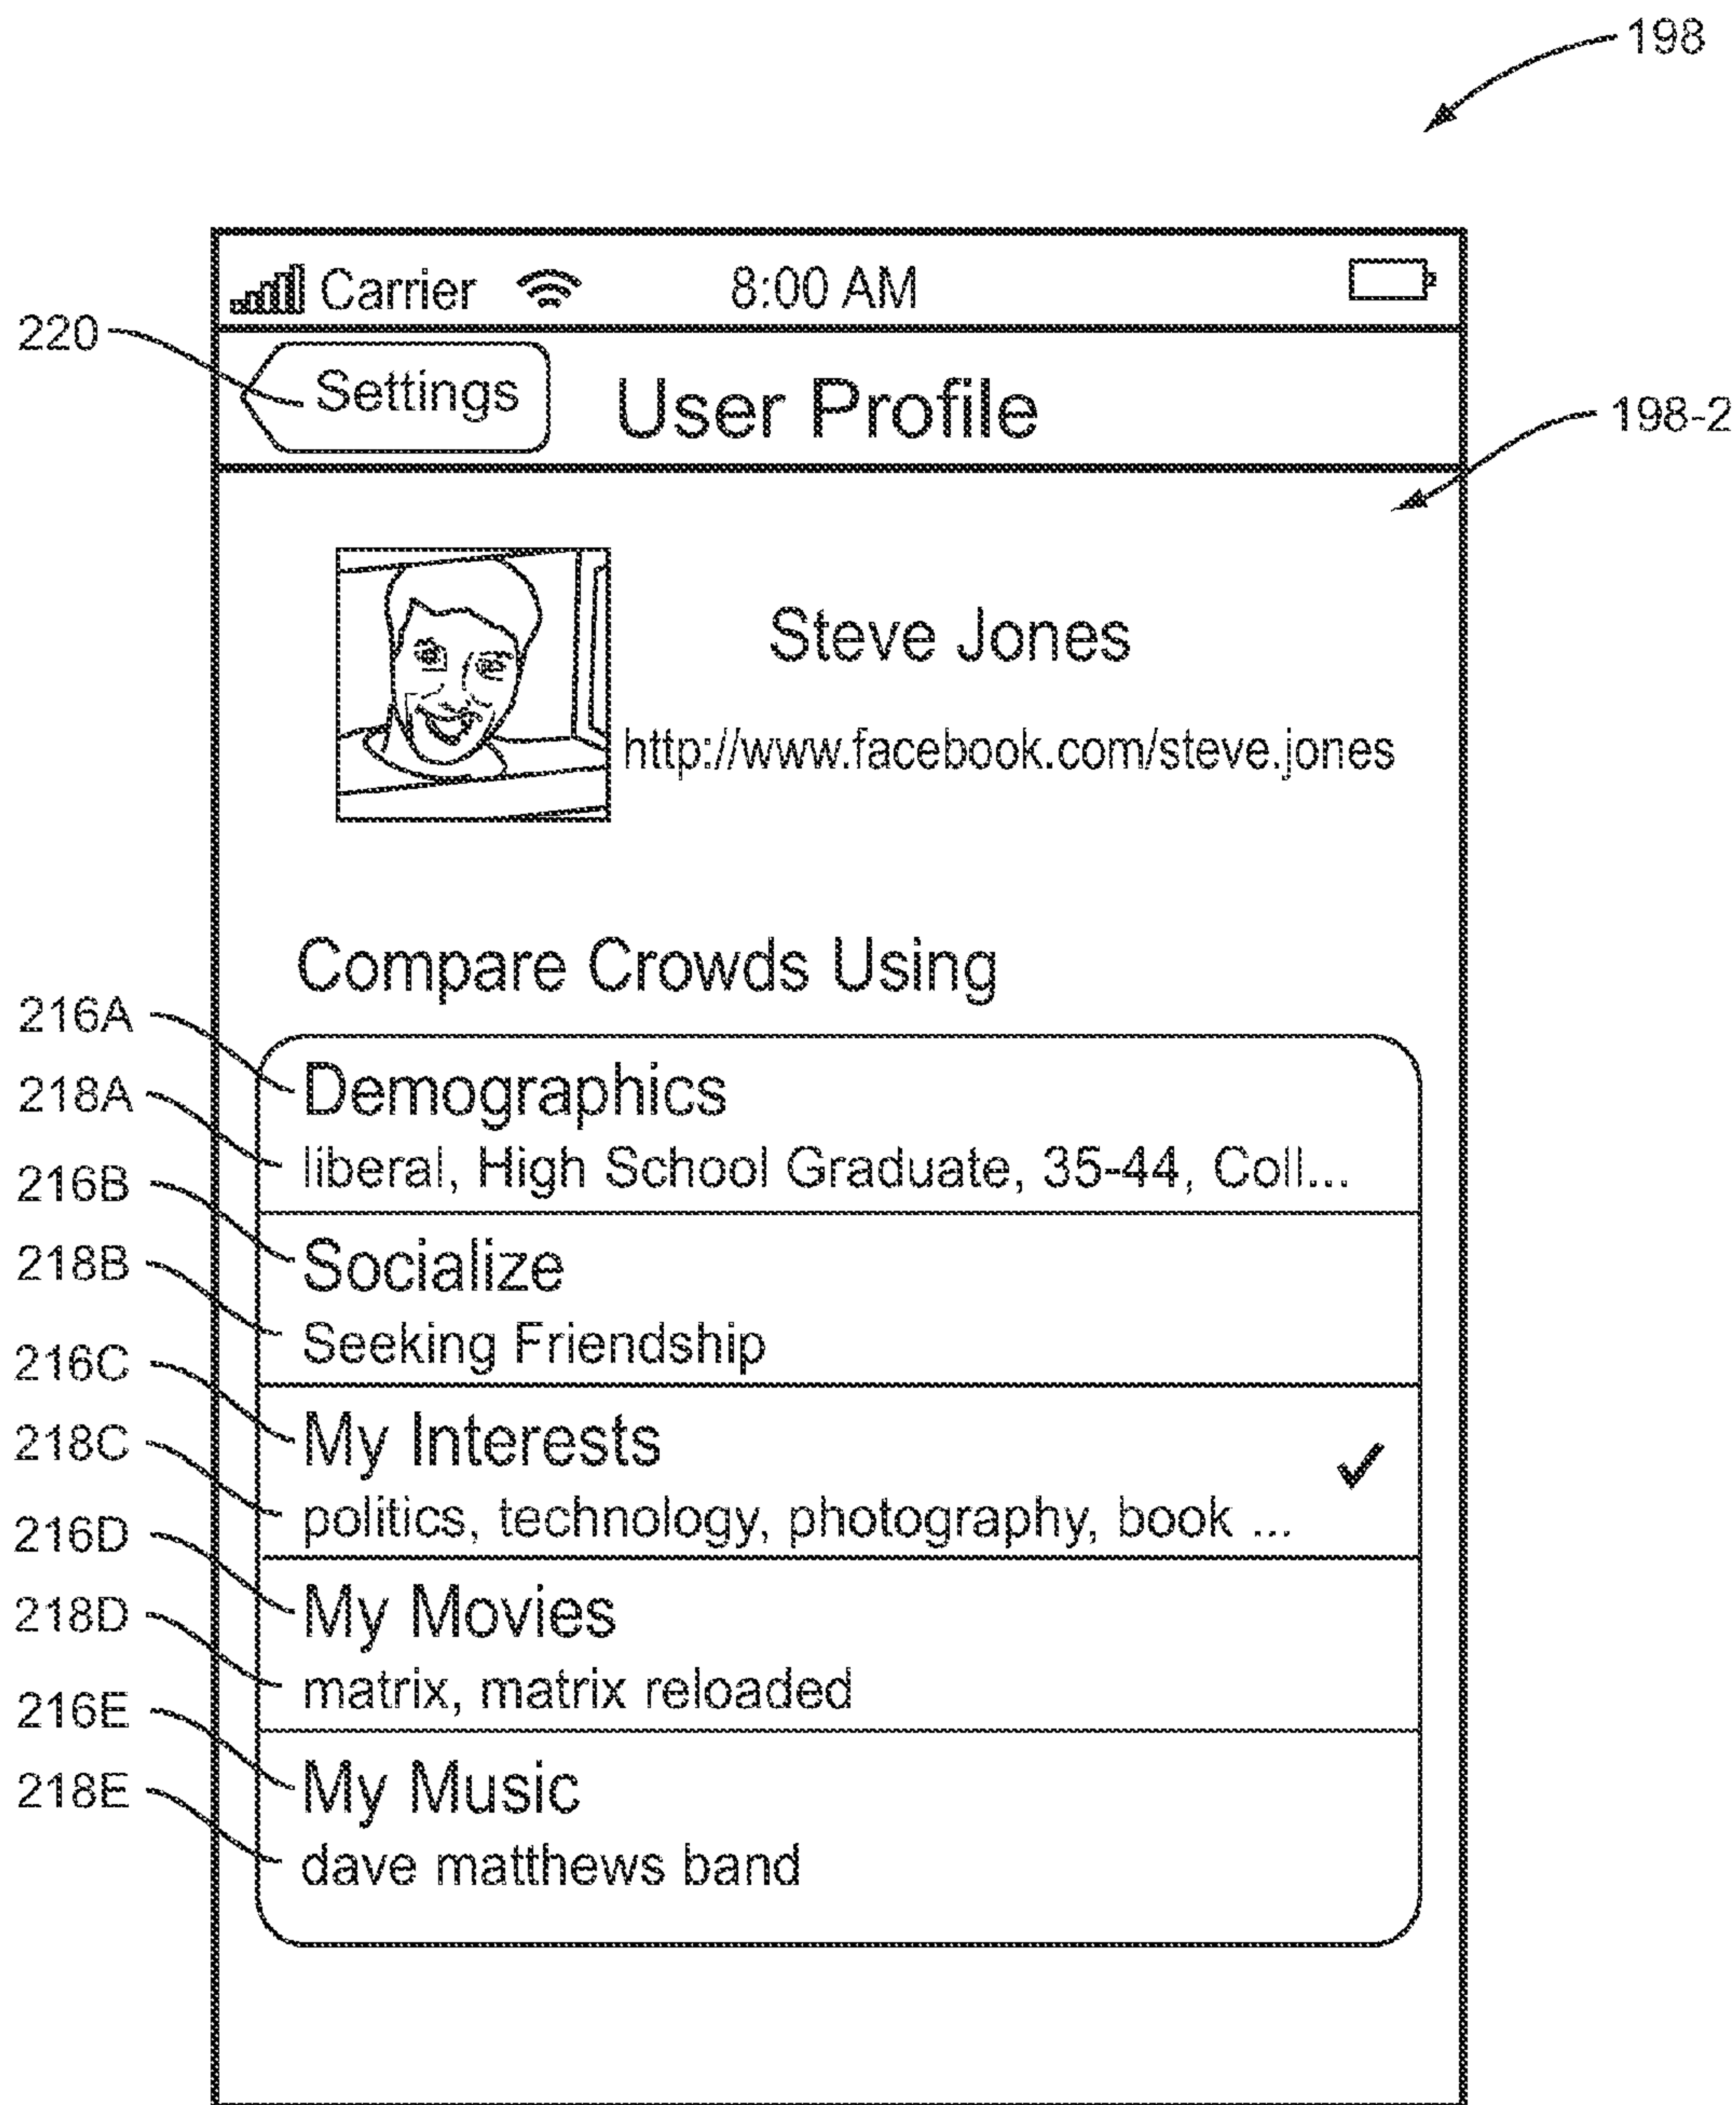 198
Carrier 8:00 AM
220
Settings User Profile
198-2
Steve Jones
http://www.facebook.com/steve.jones
Compare Crowds Using
216A
Demographics
218A
liberal, High School Graduate, 35-44, Coll...
216B
Socialize
218B
Seeking Friendship
216C
My Interests
218C
politics, technology, photography, book ...
216D
My Movies
218D
matrix, matrix reloaded
216E
My Music
218E
dave matthews band